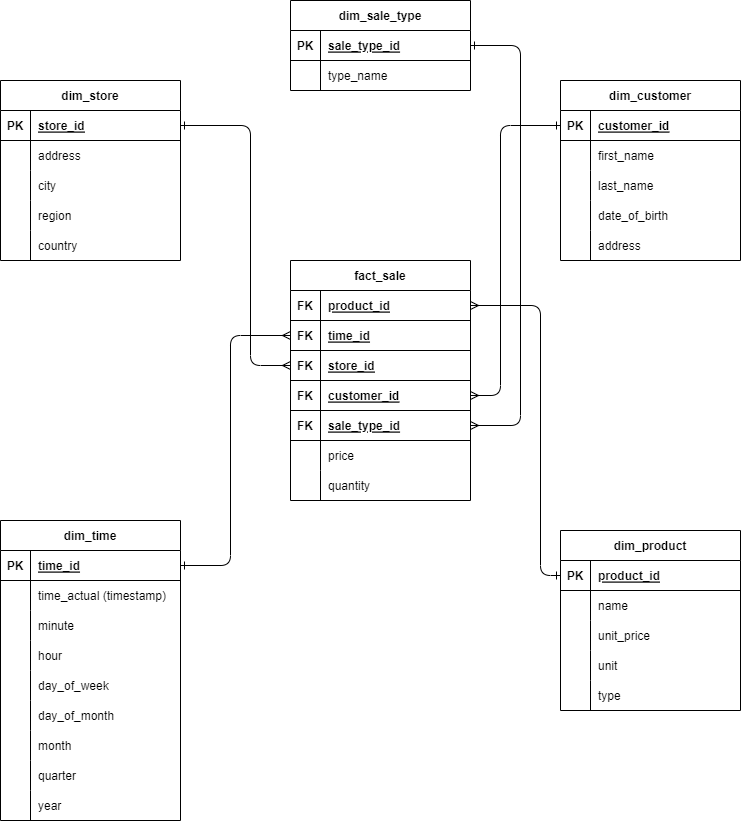 dim_sale_type
PK sale_type_id
type_name
dim_store
PK store_id
address
city
region
country
dim_customer
PK customer_id
first_name
last_name
date_of_birth
address
fact_sale
FK product_id
FK time_id
FK store_id
FK customer_id
FK sale_type_id
price
quantity
dim_time
PK time_id
time_actual (timestamp)
minute
hour
day_of_week
day_of_month
month
quarter
year
dim_product
PK product_id
name
unit_price
unit
type